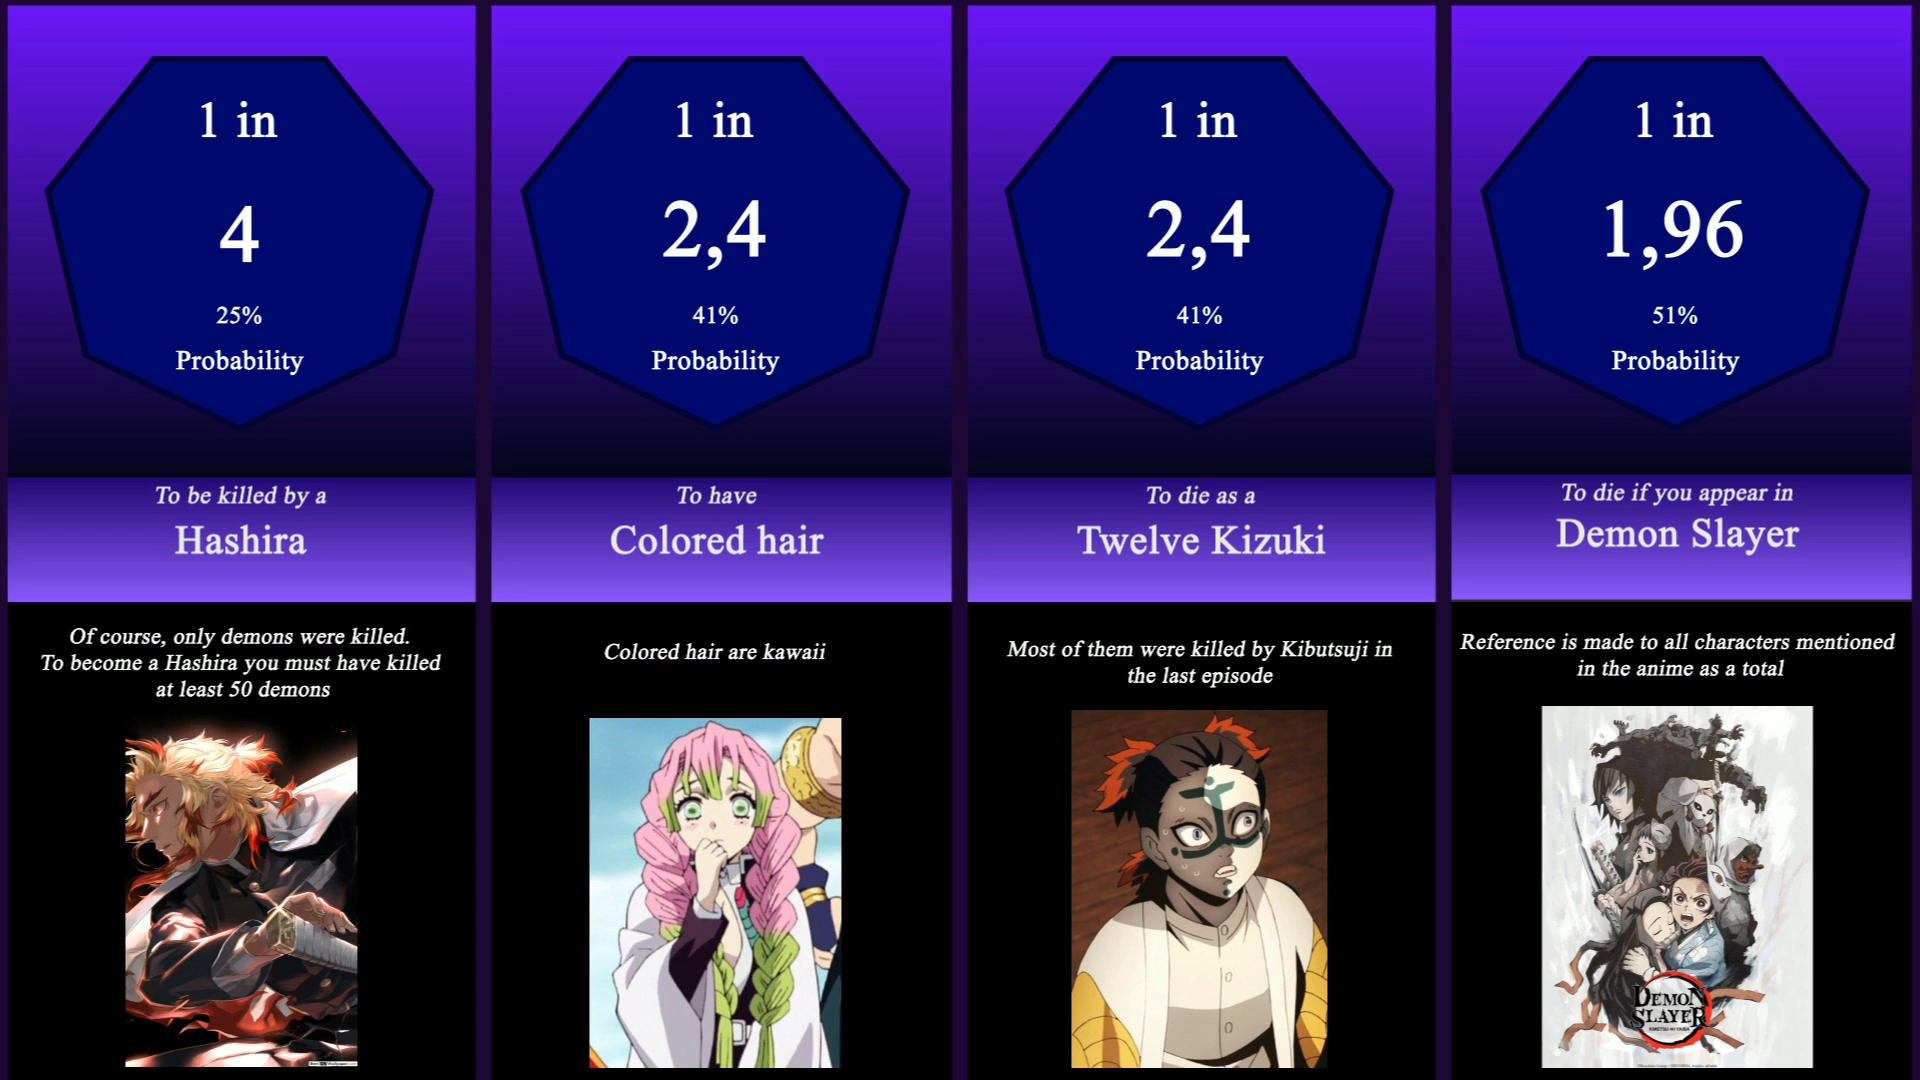 1 in
4
25%
Probability
To be killed by a
Hashira
Of course, only demons were killed.
To become a Hashira you must have killed
at least 50 demons
1 in
2,4
41%
Probability
To have
Colored hair
Colored hair are kawaii
1 in
2,4
41%
Probability
To die as a
Twelve Kizuki
Most of them were killed by Kibutsuji in
the last episode
1 in
1,96
51%
Probability
To die if you appear in
Demon Slayer
Reference is made to all characters mentioned
in the anime as a total
DEMON
SLAYER
KIMETSU NO YAIBA